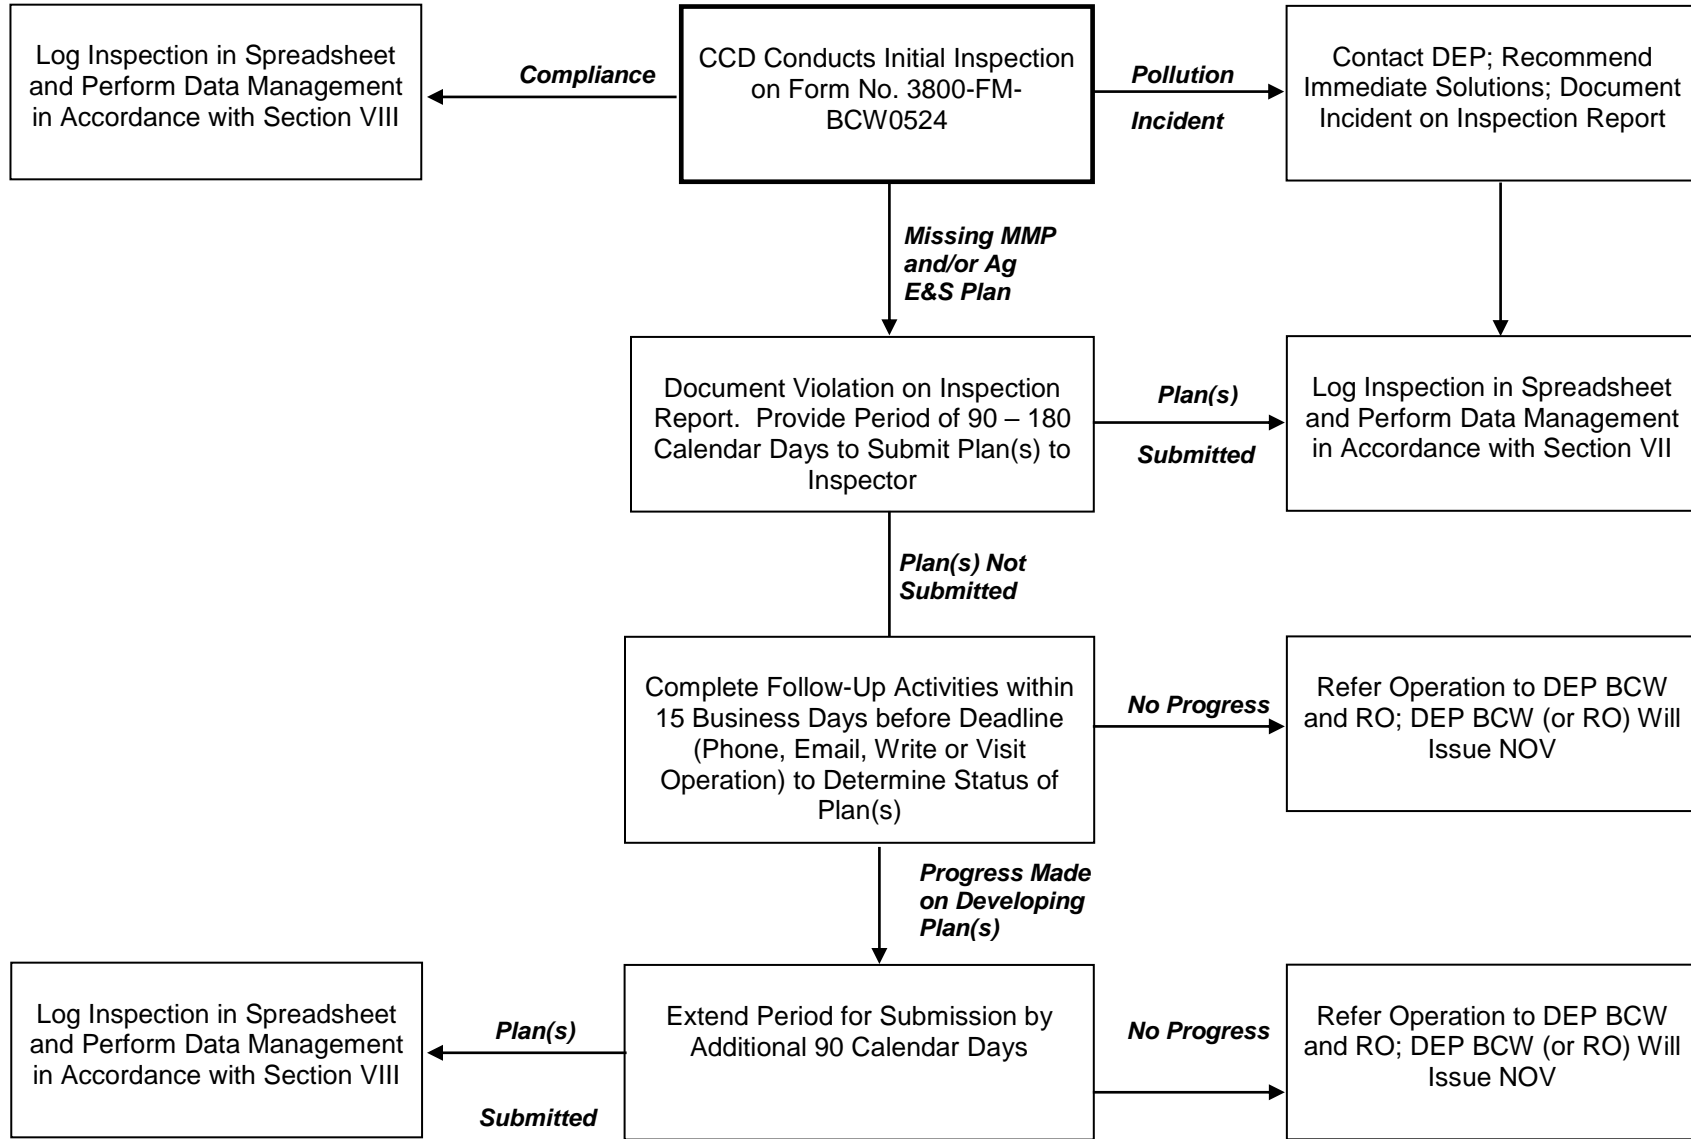 Log Inspection in Spreadsheet
and Perform Data Management
in Accordance with Section VIII
Compliance
CCD Conducts Initial Inspection
on Form No. 3800-FM-
BCW0524
Pollution
Incident
Contact DEP; Recommend
Immediate Solutions; Document
Incident on Inspection Report
Missing MMP
and/or Ag
E&S Plan
Document Violation on Inspection
Report.  Provide Period of 90 – 180
Calendar Days to Submit Plan(s) to
Inspector
Plan(s)
Submitted
Log Inspection in Spreadsheet
and Perform Data Management
in Accordance with Section VII
Plan(s) Not
Submitted
Complete Follow-Up Activities within
15 Business Days before Deadline
(Phone, Email, Write or Visit
Operation) to Determine Status of
Plan(s)
No Progress
Refer Operation to DEP BCW
and RO; DEP BCW (or RO) Will
Issue NOV
Progress Made
on Developing
Plan(s)
Log Inspection in Spreadsheet
and Perform Data Management
in Accordance with Section VIII
Plan(s)
Submitted
Extend Period for Submission by
Additional 90 Calendar Days
No Progress
Refer Operation to DEP BCW
and RO; DEP BCW (or RO) Will
Issue NOV